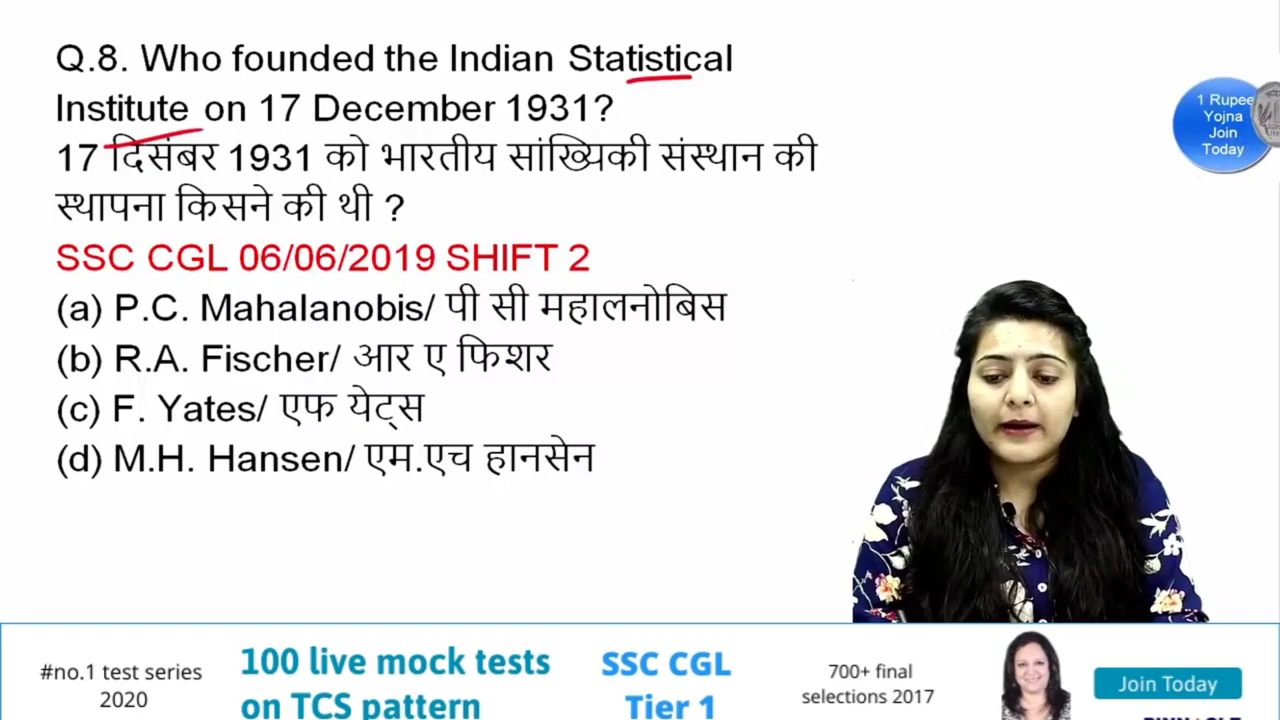 Q.8. Who founded the Indian Statistical
Institute on 17 December 1931?
17 दिसंबर 1931 को भारतीय सांख्यिकी संस्थान की
स्थापना किसने की थी ?
SSC CGL 06/06/2019 SHIFT 2
(a) P.C. Mahalanobis/ पी सी महालनोबिस
(b) R.A. Fischer/ आर ए फिशर
(c) F. Yates/ एफ येट्स
(d) M.H. Hansen/ एम.एच हानसेन
1 Rupee
Yojna
Join
Today
#no.1 test series
2020
100 live mock tests
on TCS pattern
SSC CGL
Tier 1
700+ final
selections 2017
Join Today